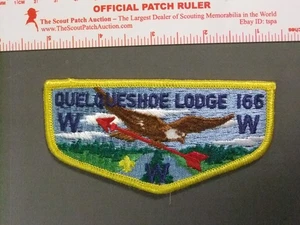 OFFICIAL PATCH RULER
The Scout Patch Auction - The Largest Dealer of Scouting Memorabilia in the World
www.TheScoutPatchAuction.com
Ebay ID: tspa
QUELQUESHOE LODGE 166
W W
W